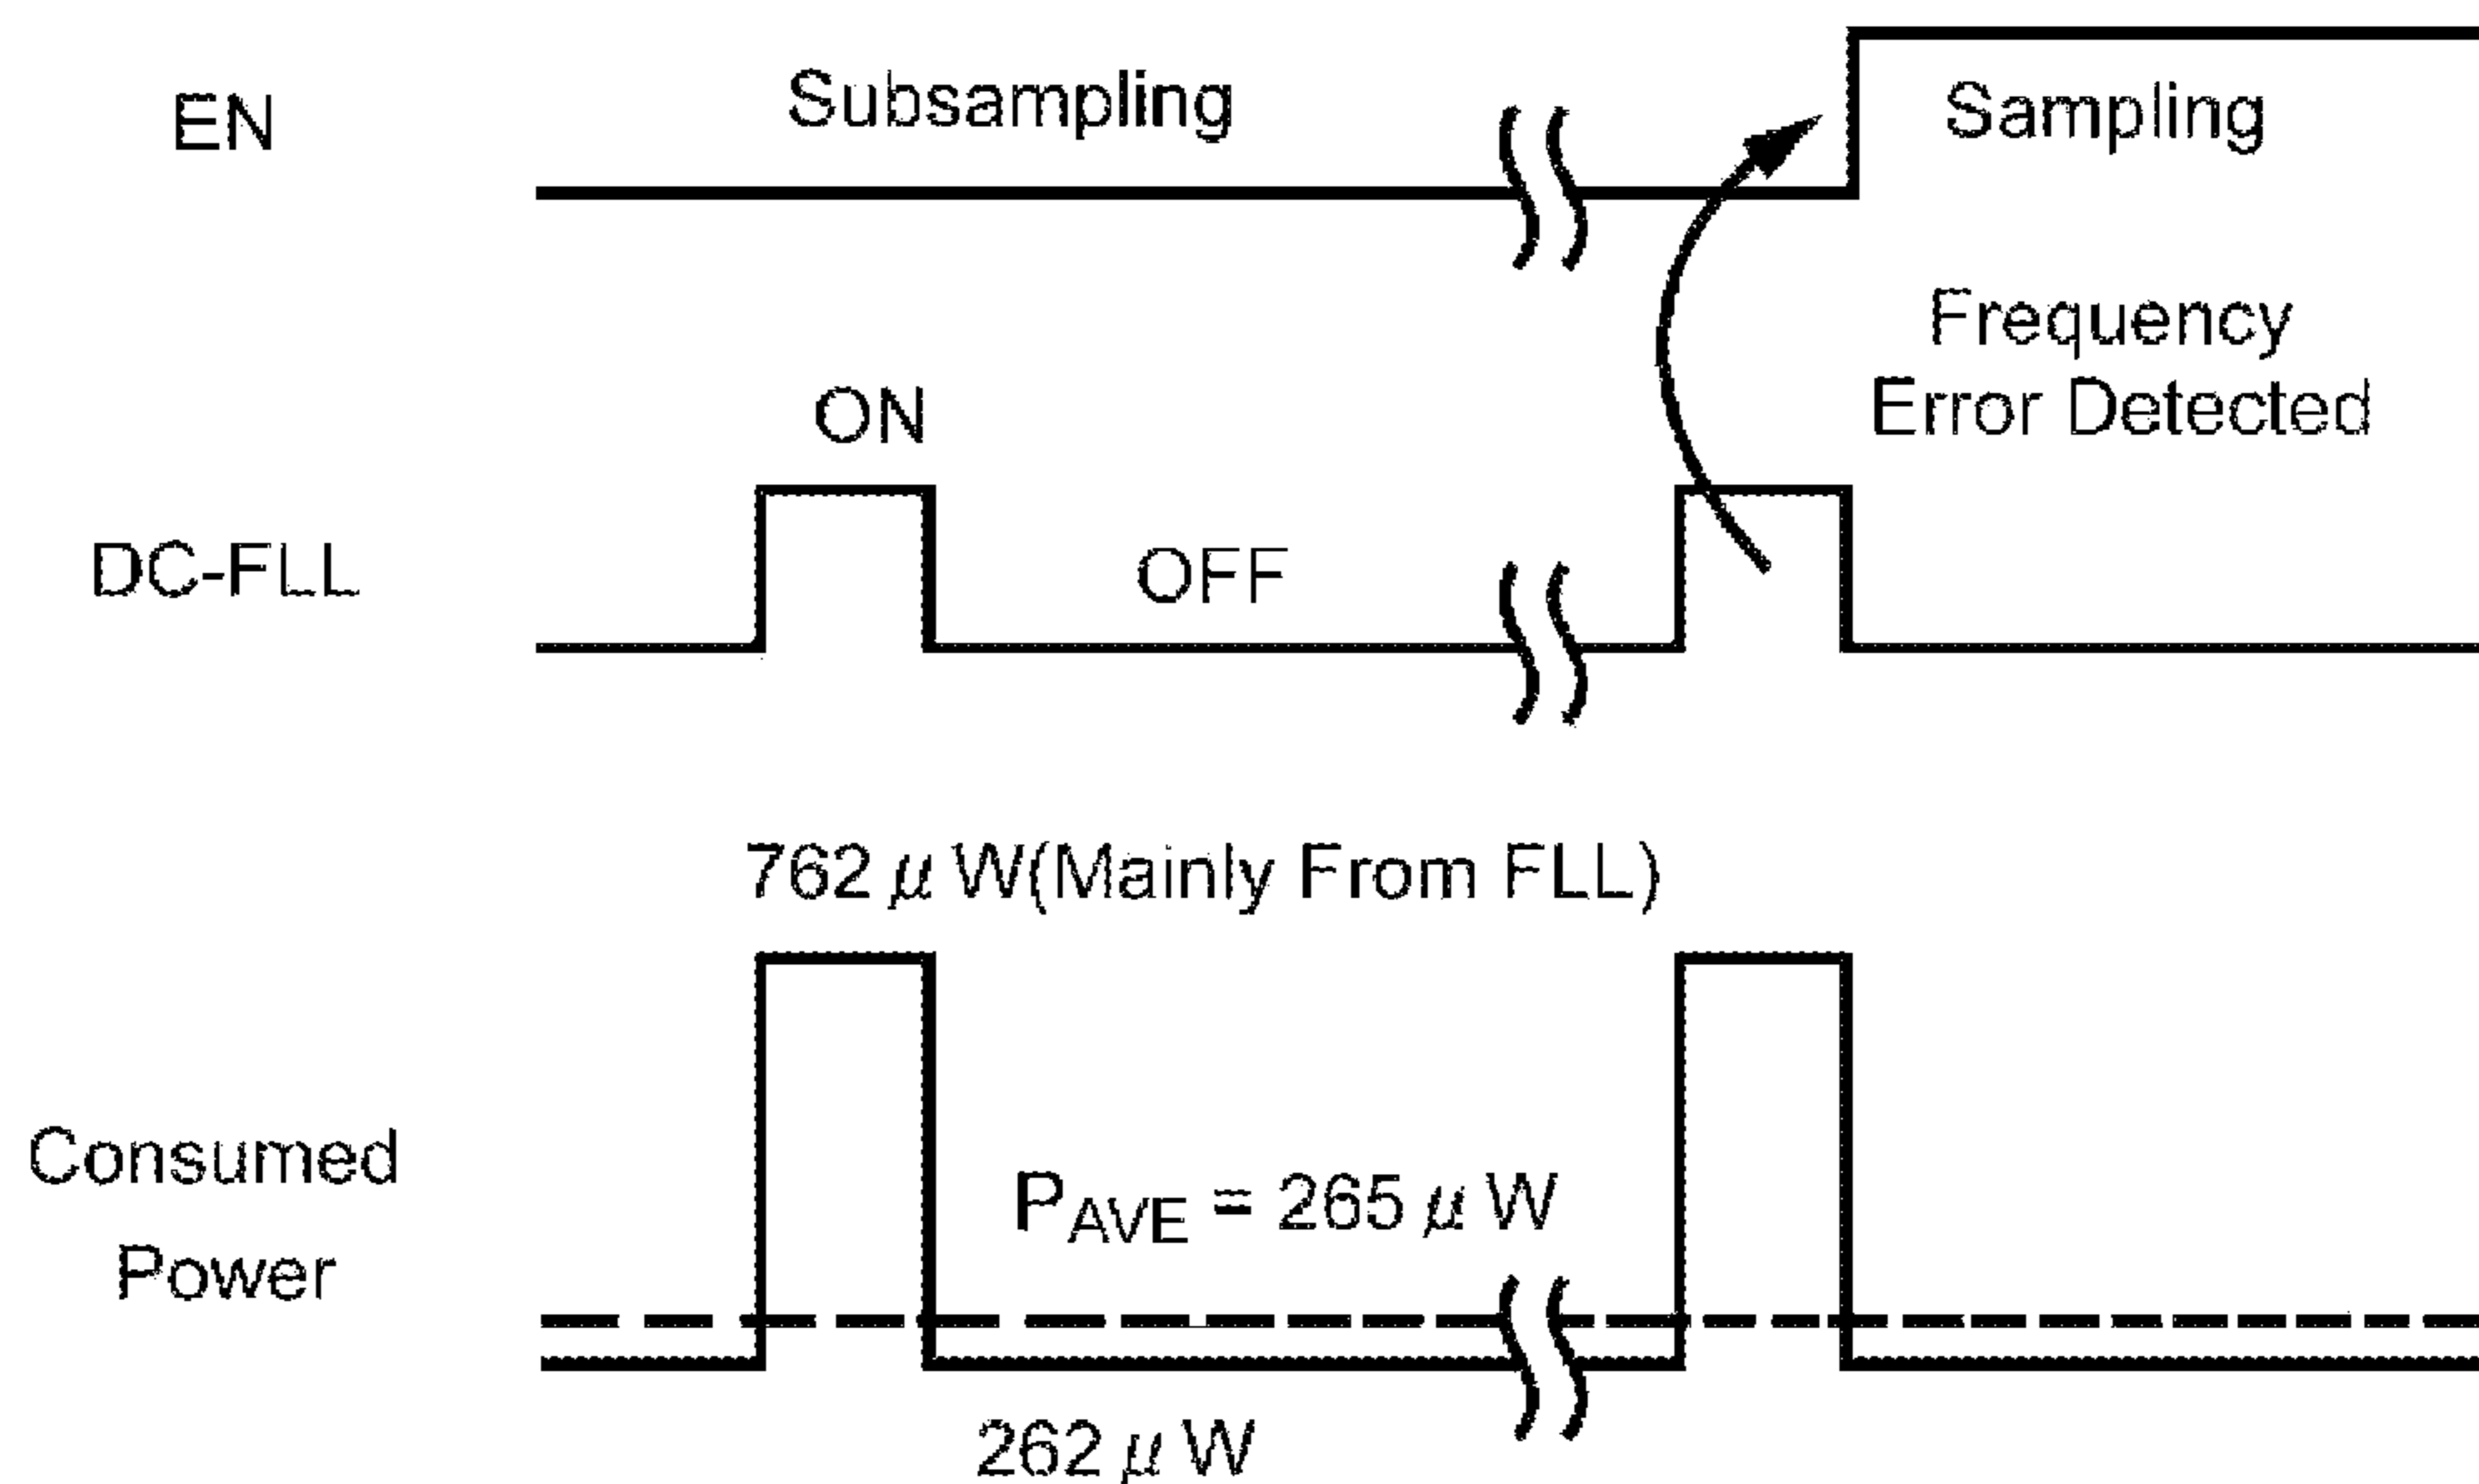 EN
Subsampling
Sampling
Frequency
Error Detected
ON
DC-FLL
OFF
762 μ W(Mainly From FLL)
Consumed
Power
PAVE = 265 μ W
262 μ W